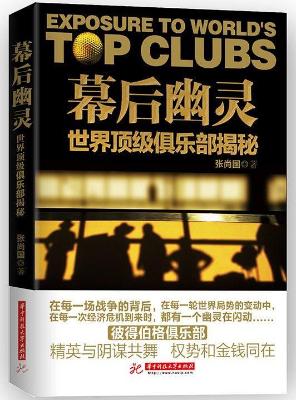 EXPOSURE TO WORLD'S
TOP CLUBS
幕后幽灵
世界顶级俱乐部揭秘
张尚国 著
在每一场战争的背后，在每一轮世界局势的变动中，
在每一次经济危机到来时，都有一个幽灵在闪动……
彼得伯格俱乐部
精英与阴谋共舞 权势和金钱同在
幕后幽灵
世界顶级俱乐部揭秘
张尚国 著
华中科技大学出版社